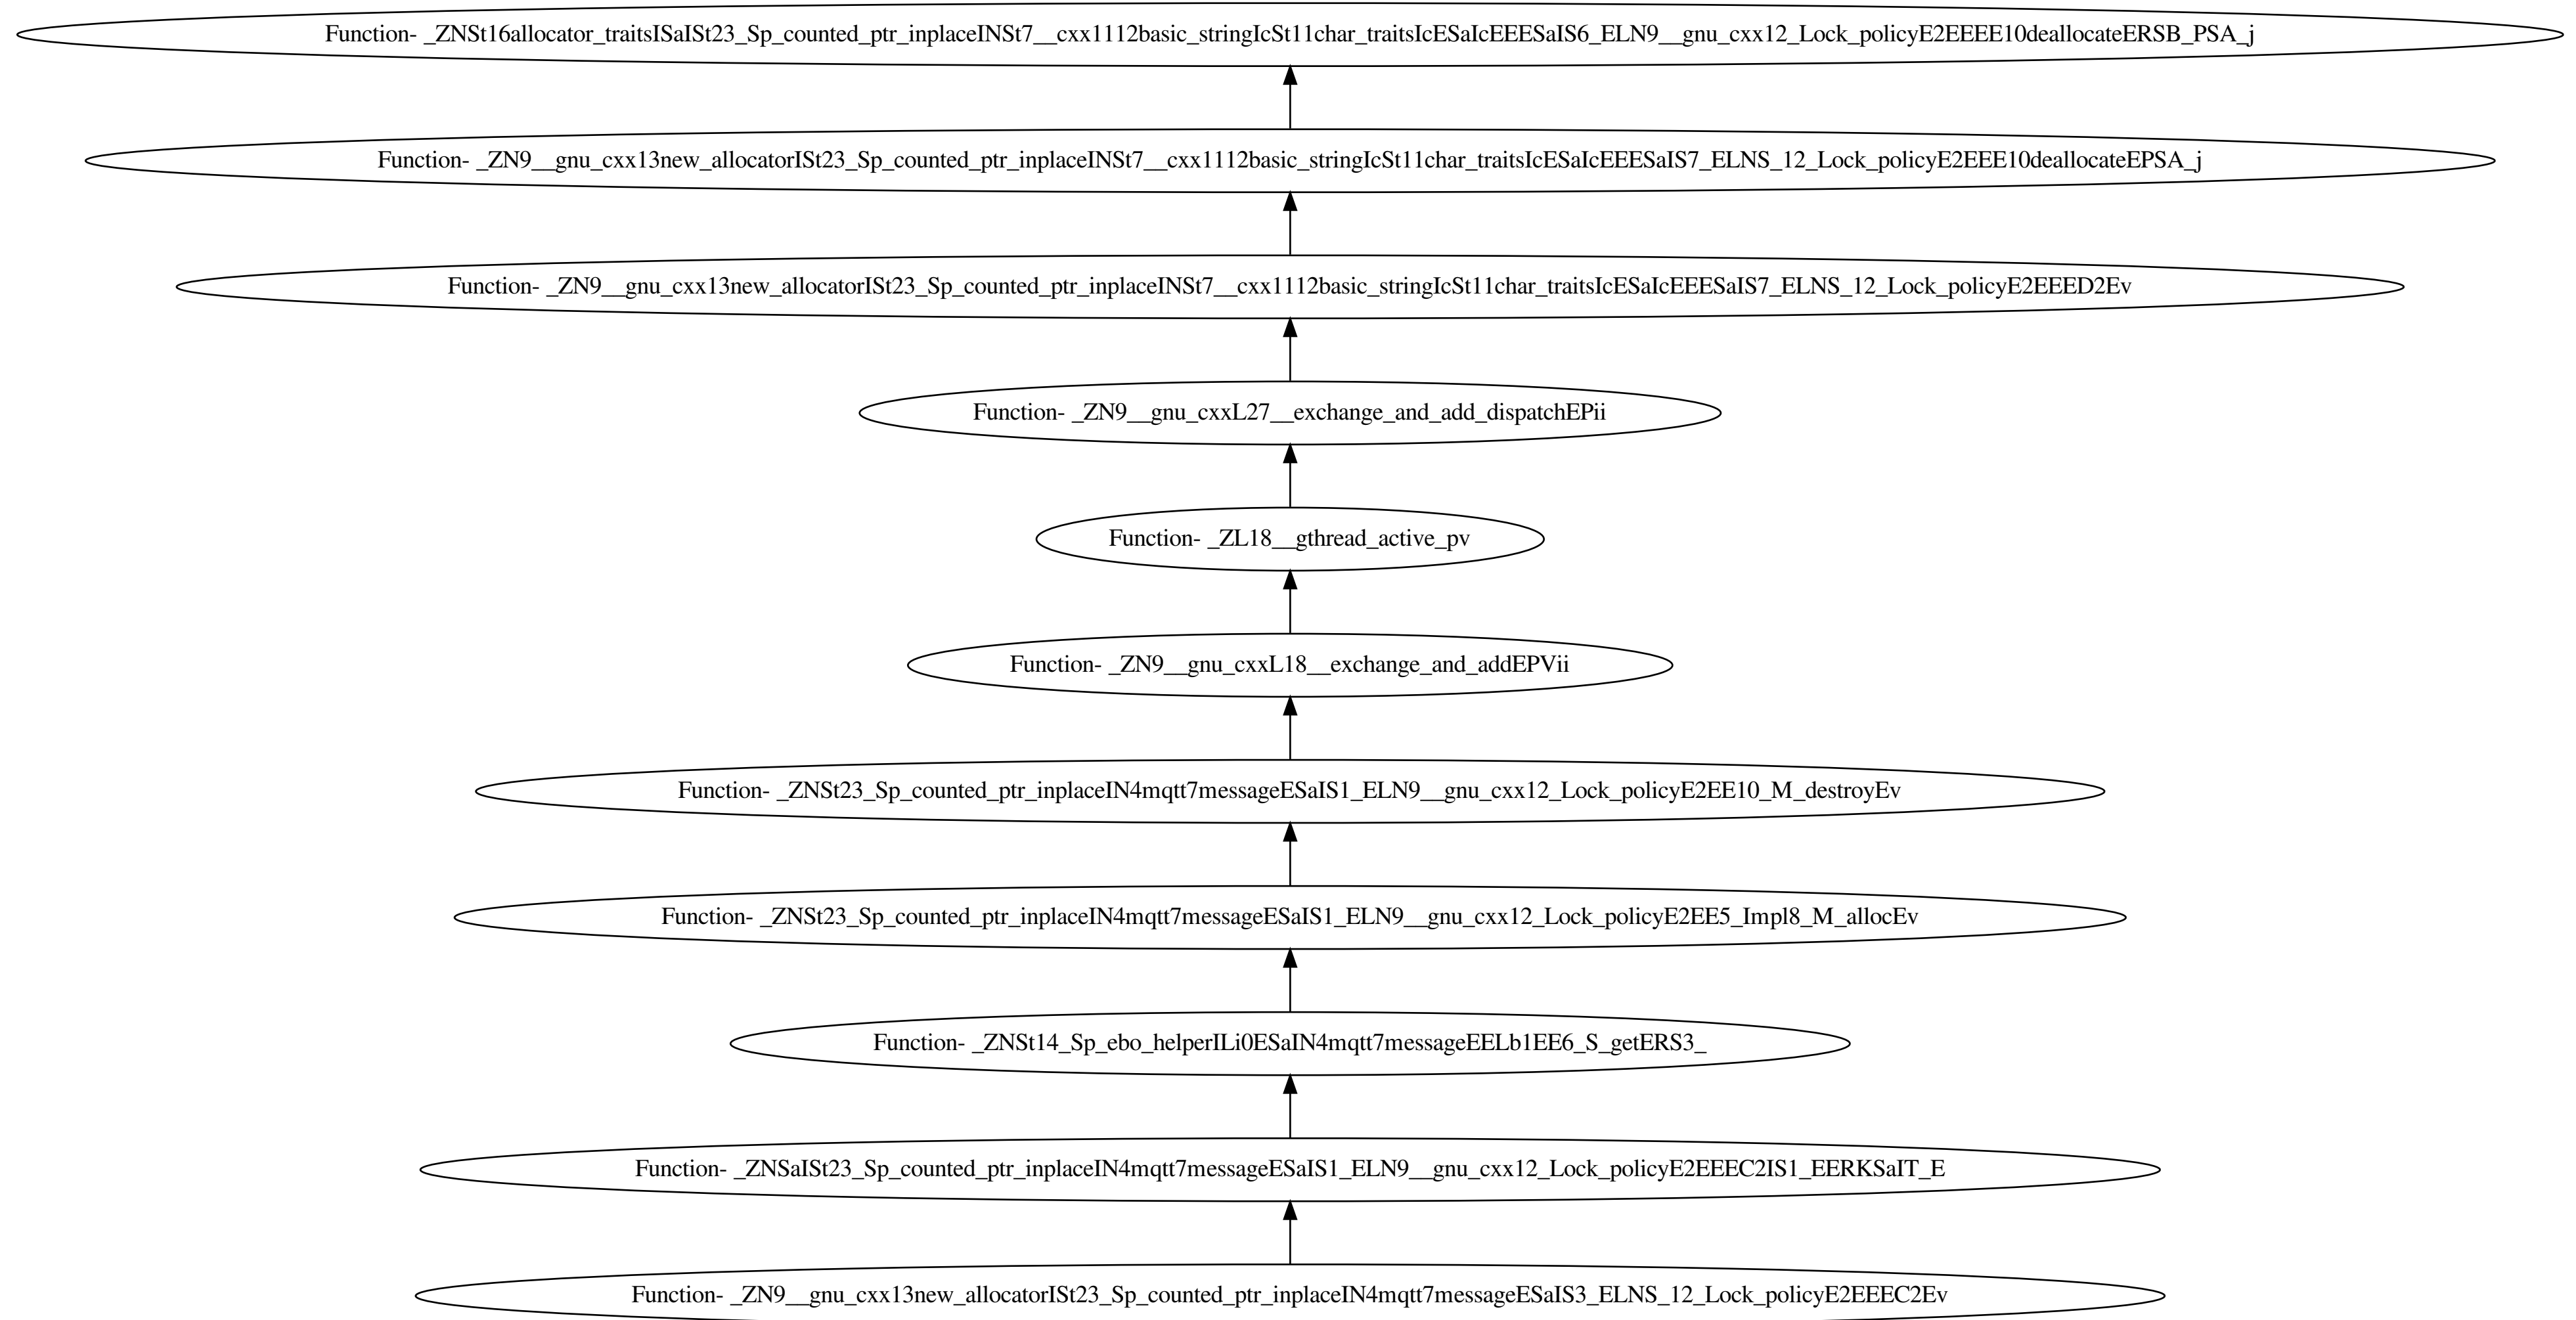 Function- _ZNSt16allocator_traitsISaISt23_Sp_counted_ptr_inplaceINSt7__cxx1112basic_stringIcSt11char_traitsIcESaIcEEESaIS6_ELN9__gnu_cxx12_Lock_policyE2EEEE10deallocateERSB_PSA_j
Function- _ZN9__gnu_cxx13new_allocatorISt23_Sp_counted_ptr_inplaceINSt7__cxx1112basic_stringIcSt11char_traitsIcESaIcEEESaIS7_ELNS_12_Lock_policyE2EEE10deallocateEPSA_j
Function- _ZN9__gnu_cxx13new_allocatorISt23_Sp_counted_ptr_inplaceINSt7__cxx1112basic_stringIcSt11char_traitsIcESaIcEEESaIS7_ELNS_12_Lock_policyE2EEED2Ev
Function- _ZN9__gnu_cxxL27__exchange_and_add_dispatchEPii
Function- _ZL18__gthread_active_pv
Function- _ZN9__gnu_cxxL18__exchange_and_addEPVii
Function- _ZNSt23_Sp_counted_ptr_inplaceIN4mqtt7messageESaIS1_ELN9__gnu_cxx12_Lock_policyE2EE10_M_destroyEv
Function- _ZNSt23_Sp_counted_ptr_inplaceIN4mqtt7messageESaIS1_ELN9__gnu_cxx12_Lock_policyE2EE5_Impl8_M_allocEv
Function- _ZNSt14_Sp_ebo_helperILi0ESaIN4mqtt7messageEELb1EE6_S_getERS3_
Function- _ZNSaISt23_Sp_counted_ptr_inplaceIN4mqtt7messageESaIS1_ELN9__gnu_cxx12_Lock_policyE2EEEC2IS1_EERKSaIT_E
Function- _ZN9__gnu_cxx13new_allocatorISt23_Sp_counted_ptr_inplaceIN4mqtt7messageESaIS3_ELNS_12_Lock_policyE2EEEC2Ev